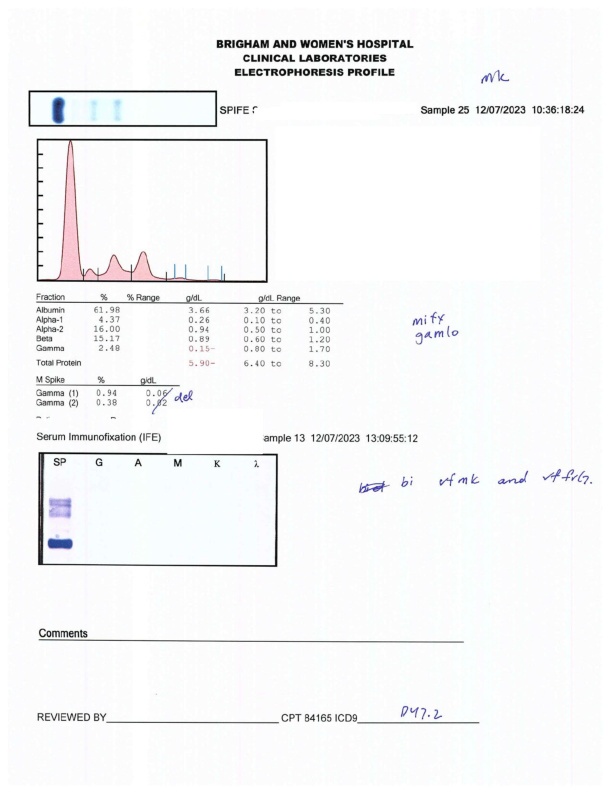 BRIGHAM AND WOMEN'S HOSPITAL
CLINICAL LABORATORIES
ELECTROPHORESIS PROFILE
mk
SPIFE
Sample 25 12/07/2023 10:36:18:24
Fraction % % Range g/dL g/dL Range
Albumin 61.98 3.66 3.20 to 5.30
Alpha-1 4.37 0.26 0.10 to 0.40
Alpha-2 16.00 0.94 0.50 to 1.00
Beta 15.17 0.89 0.60 to 1.20
Gamma 2.48 0.15- 0.80 to 1.70
Total Protein 5.90- 6.40 to 8.30
mifx
gamlo
M Spike % g/dL
Gamma (1) 0.94 0.06
Gamma (2) 0.38 0.02
del
Serum Immunofixation (IFE)
ample 13 12/07/2023 13:09:55:12
SP G A M K λ
bi vfmk and vffrG.
Comments
REVIEWED BY CPT 84165 ICD9 D47.2